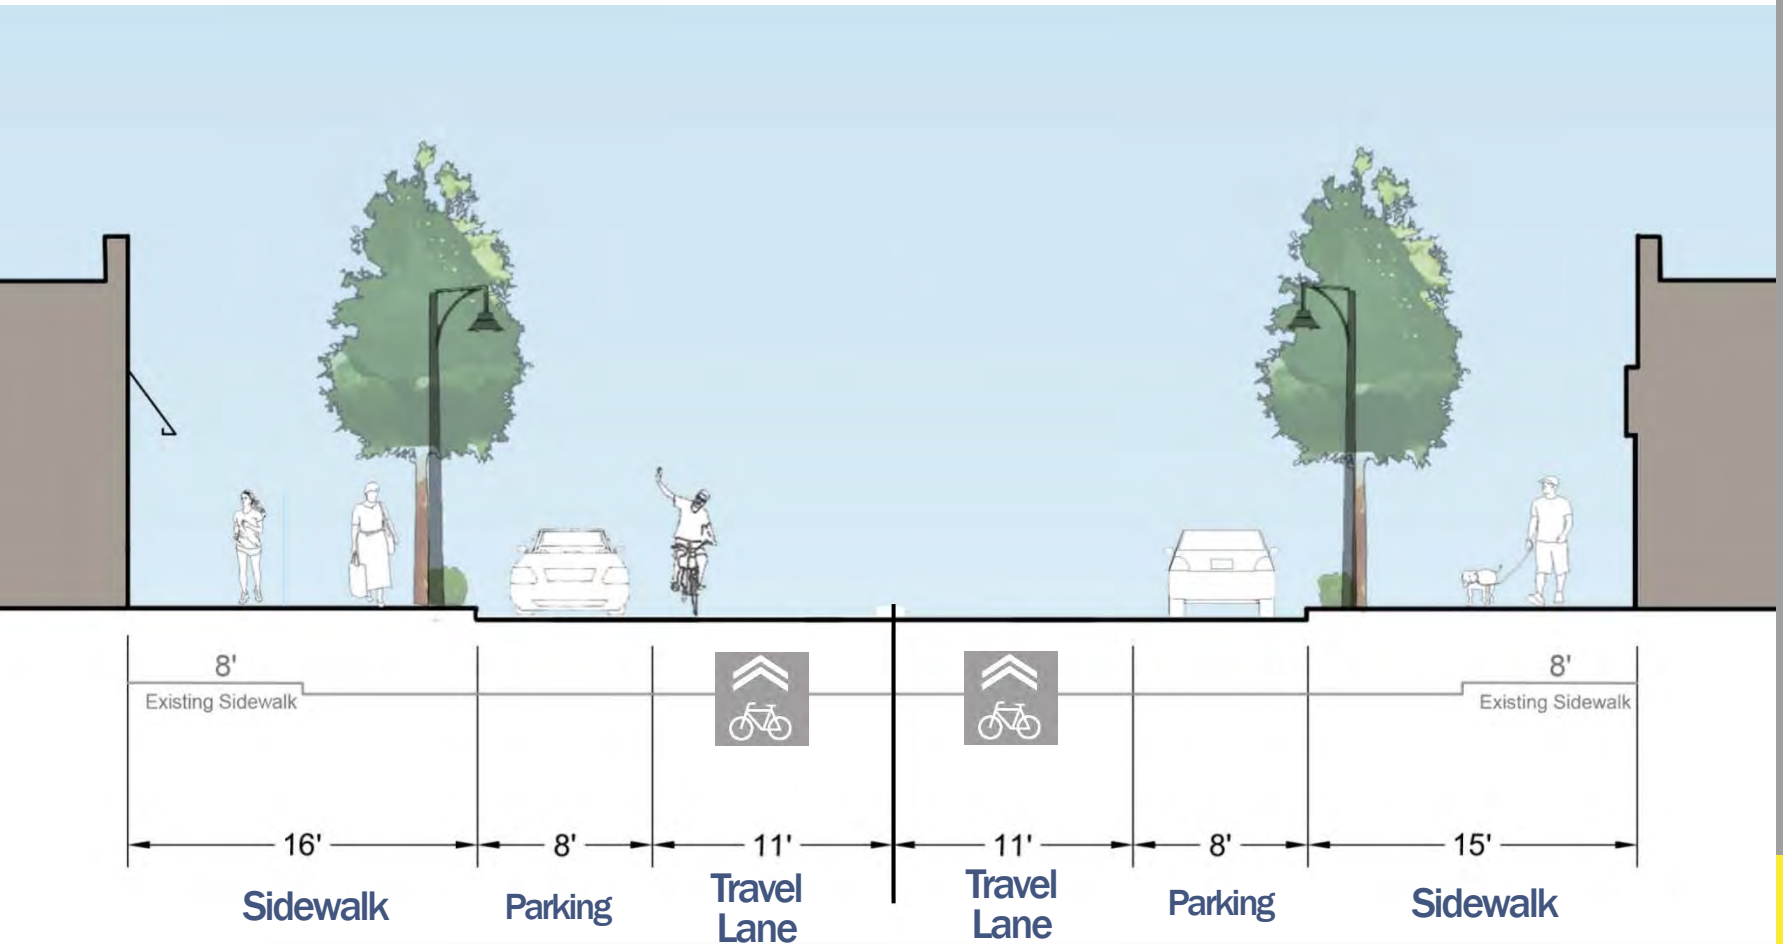 8'
8'
Existing Sidewalk
Existing Sidewalk
16'
8'
11'
11'
8'
15'
Sidewalk
Parking
Travel
Lane
Travel
Lane
Parking
Sidewalk